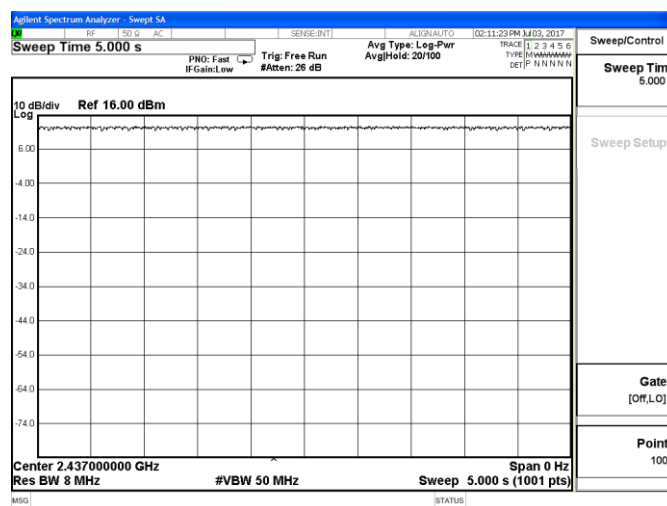 Agilent Spectrum Analyzer - Swept SA
RF 50 Ω AC SENSE:INT ALIGNAUTO 02:11:23 PM Jul 03, 2017
Sweep Time 5.000 s
PNO: Fast
IFGain:Low
Trig: Free Run
#Atten: 26 dB
Avg Type: Log-Pwr
Avg|Hold: 20/100
TRACE 1 2 3 4 5 6
TYPE
DET P N N N N N
Sweep/Control
Sweep Tim
5.000
Sweep Setup
Gate
[Off,LO]
Point
100
10 dB/div Ref 16.00 dBm
Log
6.00
-4.00
-14.0
-24.0
-34.0
-44.0
-54.0
-64.0
-74.0
Center 2.437000000 GHz Span 0 Hz
Res BW 8 MHz #VBW 50 MHz Sweep 5.000 s (1001 pts)
MSG STATUS